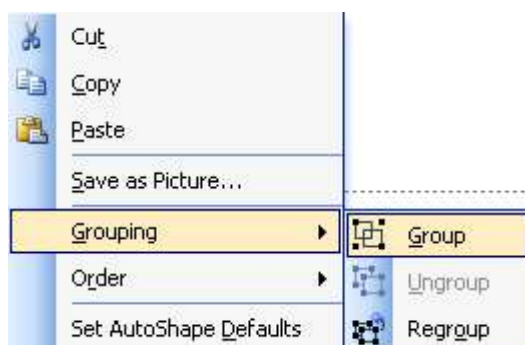 Cut
Copy
Paste
Save as Picture...
Grouping
Group
Order
Ungroup
Set AutoShape Defaults
Regroup